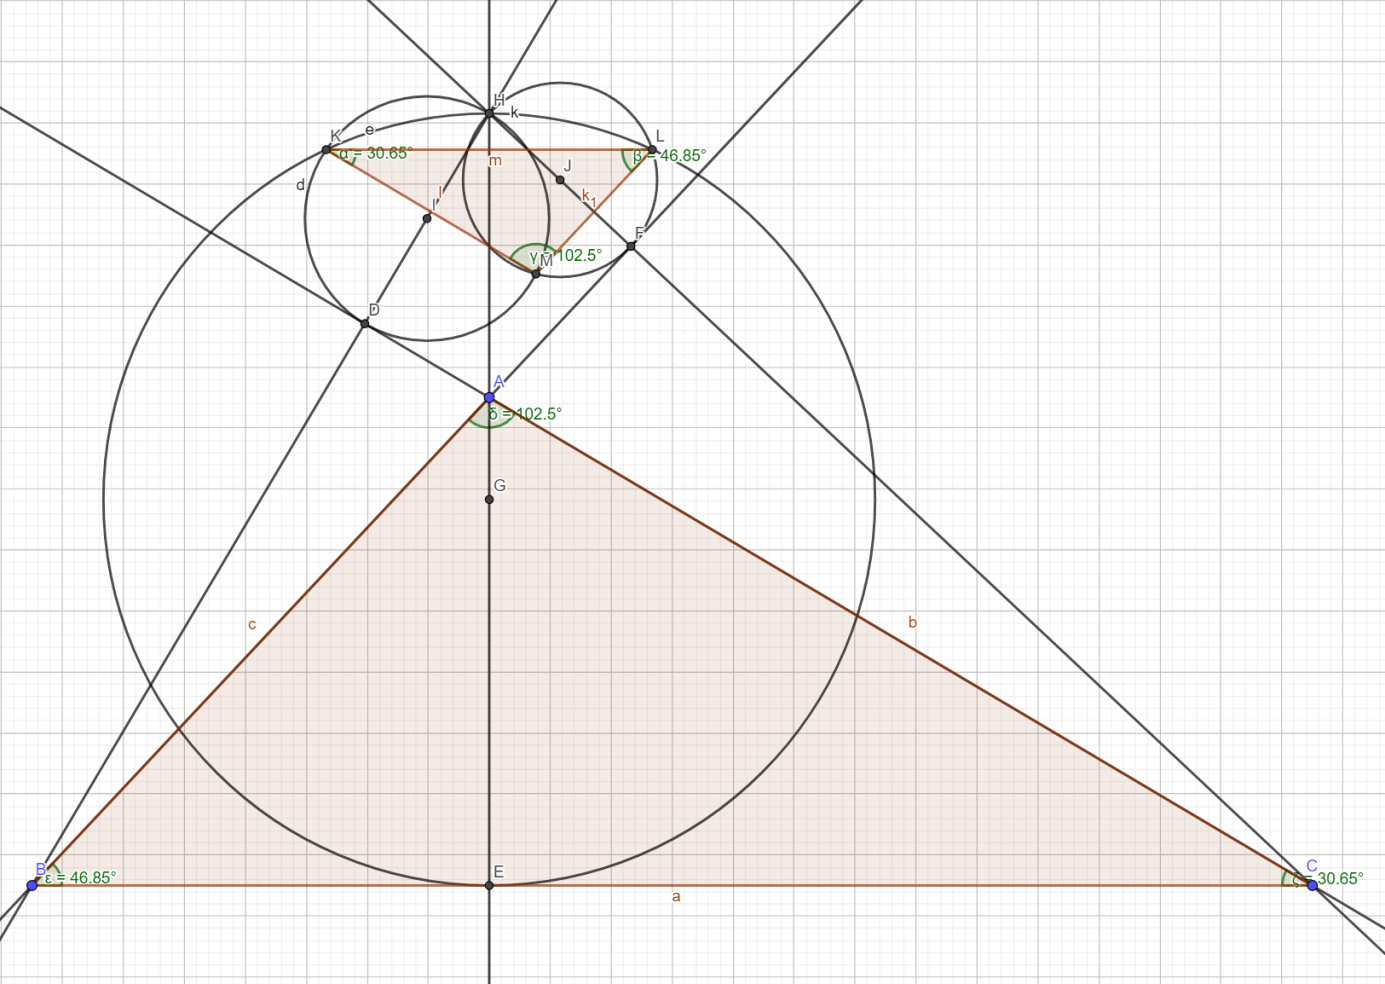 H
k
e
K
L
α = 30.65°
β = 46.85°
m
J
d
l
I
k₁
F
γ = 102.5°
M
D
A
δ = 102.5°
G
c
b
B
ε = 46.85°
E
C
ζ = 30.65°
a